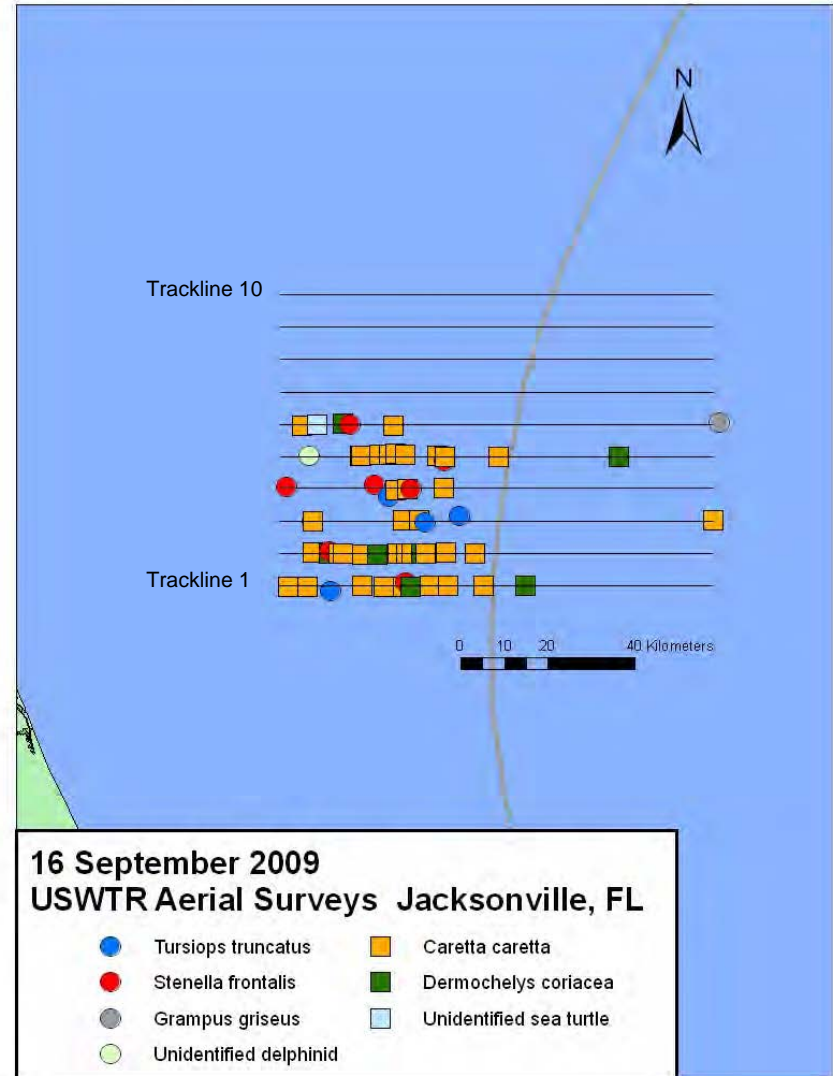 N
Trackline 10
Trackline 1
0 10 20 40 Kilometers
16 September 2009
USWTR Aerial Surveys Jacksonville, FL
Tursiops truncatus
Caretta caretta
Stenella frontalis
Dermochelys coriacea
Grampus griseus
Unidentified sea turtle
Unidentified delphinid